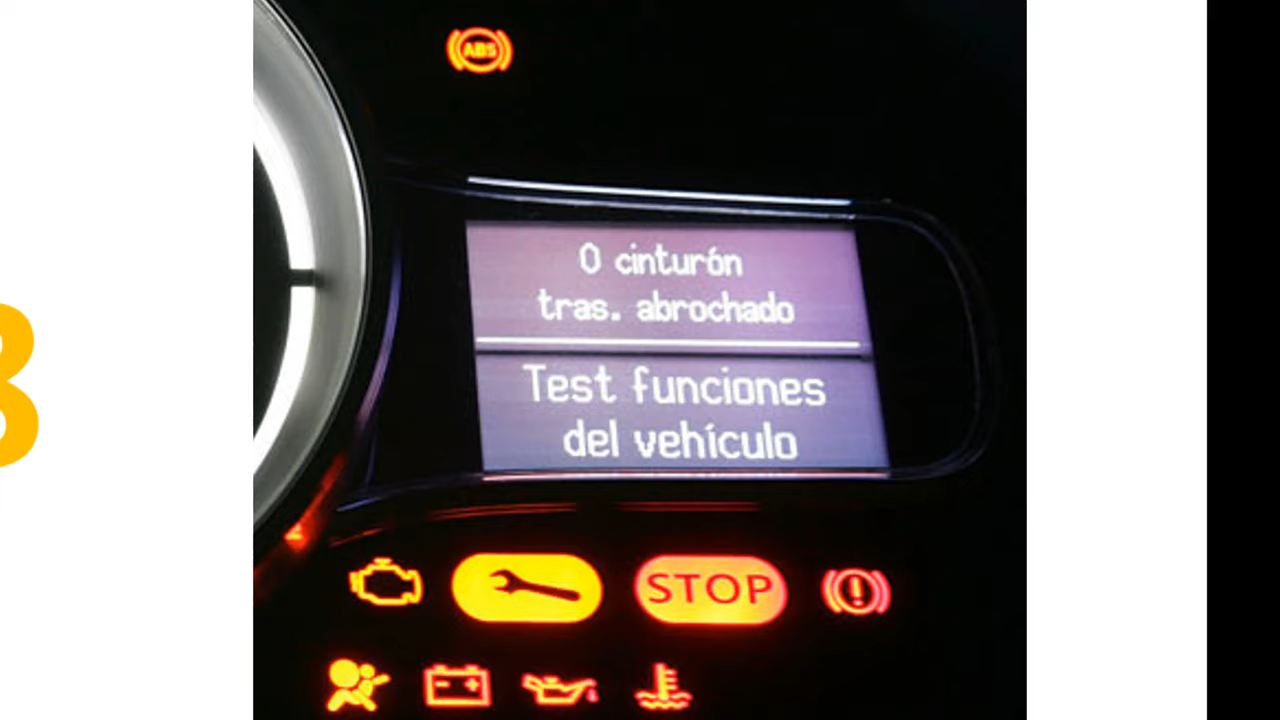 ABS
0 cinturón
tras. abrochado
Test funciones
del vehículo
STOP